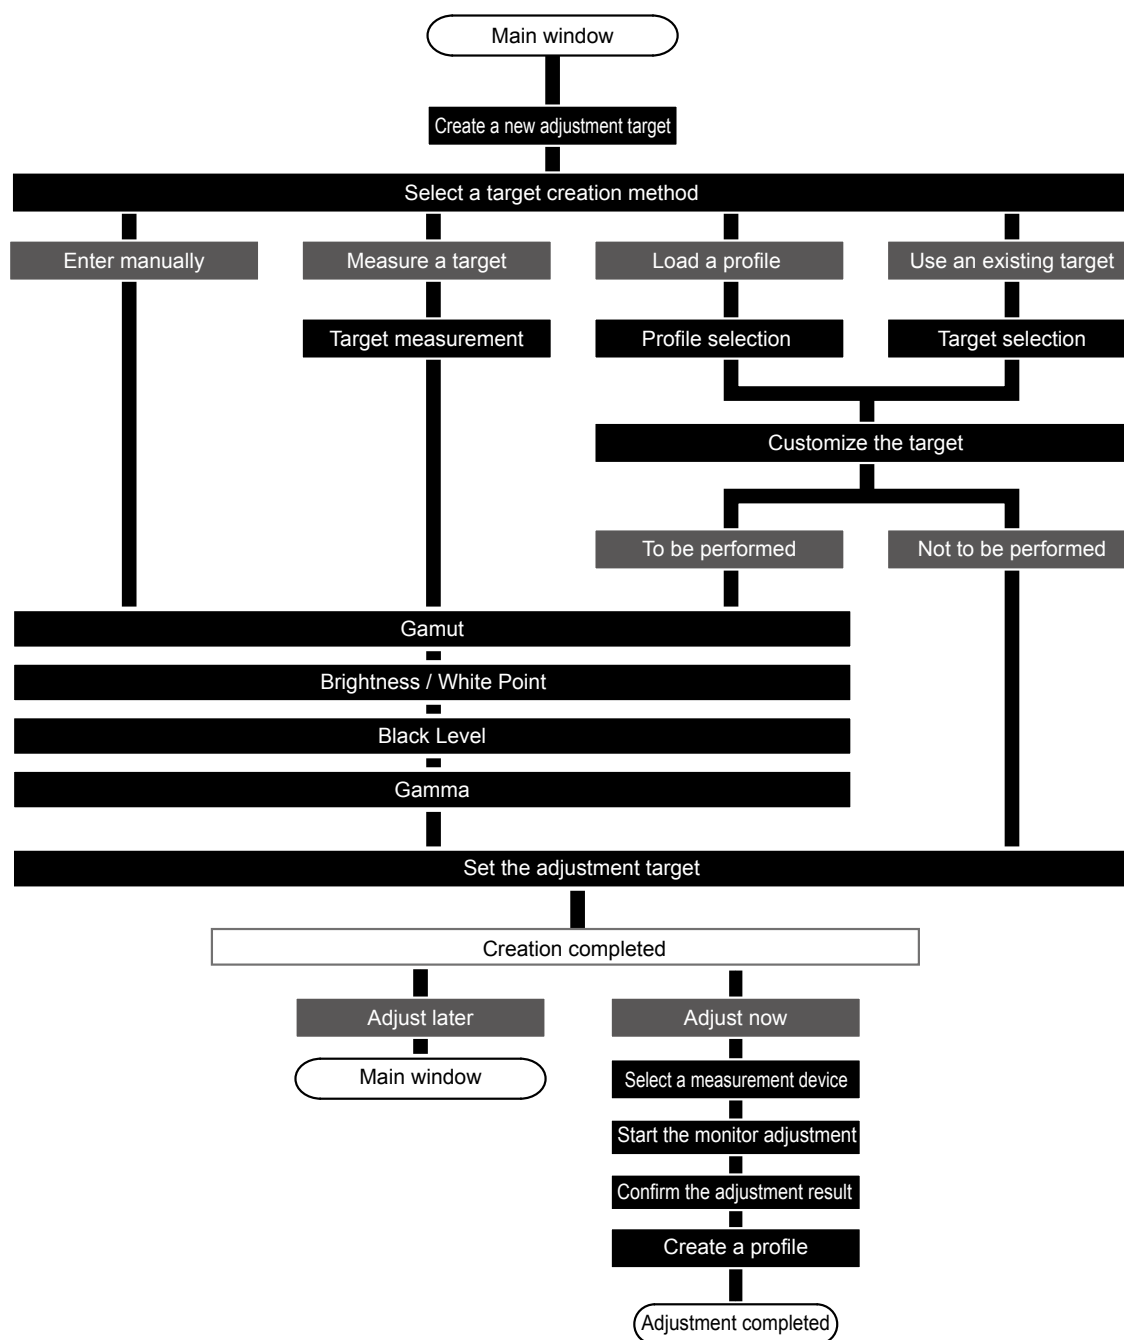 Main window
Create a new adjustment target
Select a target creation method
Enter manually
Measure a target
Load a profile
Use an existing target
Target measurement
Profile selection
Target selection
Customize the target
To be performed
Not to be performed
Gamut
Brightness / White Point
Black Level
Gamma
Set the adjustment target
Creation completed
Adjust later
Adjust now
Main window
Select a measurement device
Start the monitor adjustment
Confirm the adjustment result
Create a profile
Adjustment completed